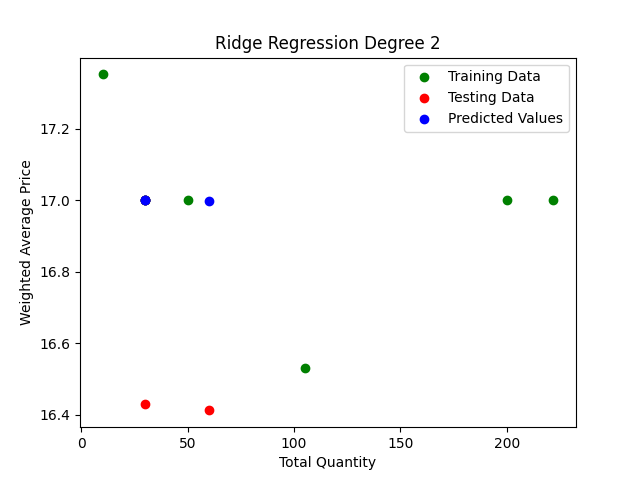 Ridge Regression Degree 2
Training Data
Testing Data
Predicted Values
17.2
17.0
16.8
16.6
16.4
Weighted Average Price
0
50
100
150
200
Total Quantity